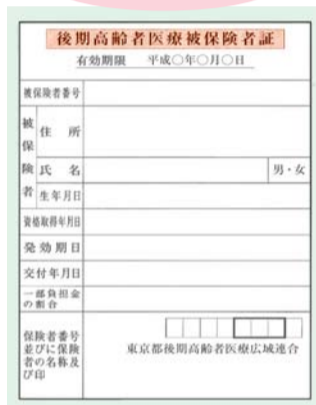 後期高齢者医療被保険者証
有効期限　平成○年○月○日
被保険者番号
被保険者
住所
氏名
男・女
生年月日
資格取得年月日
発効期日
交付年月日
一部負担金
の割合
保険者番号
並びに保険
者の名称及
び印
東京都後期高齢者医療広域連合